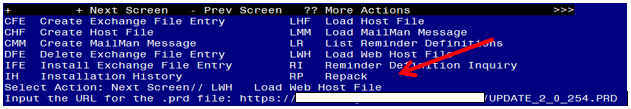 + + Next Screen - Prev Screen ?? More Actions >>>
CFE Create Exchange File Entry LHF Load Host File
CHF Create Host File LMM Load MailMan Message
CMM Create MailMan Message LR List Reminder Definitions
DFE Delete Exchange File Entry LWH Load Web Host File
IFE Install Exchange File Entry RI Reminder Definition Inquiry
IH Installation History RP Repack
Select Action: Next Screen// LWH Load Web Host File
Input the URL for the .prd file: https:// /UPDATE_2_0_254.PRD